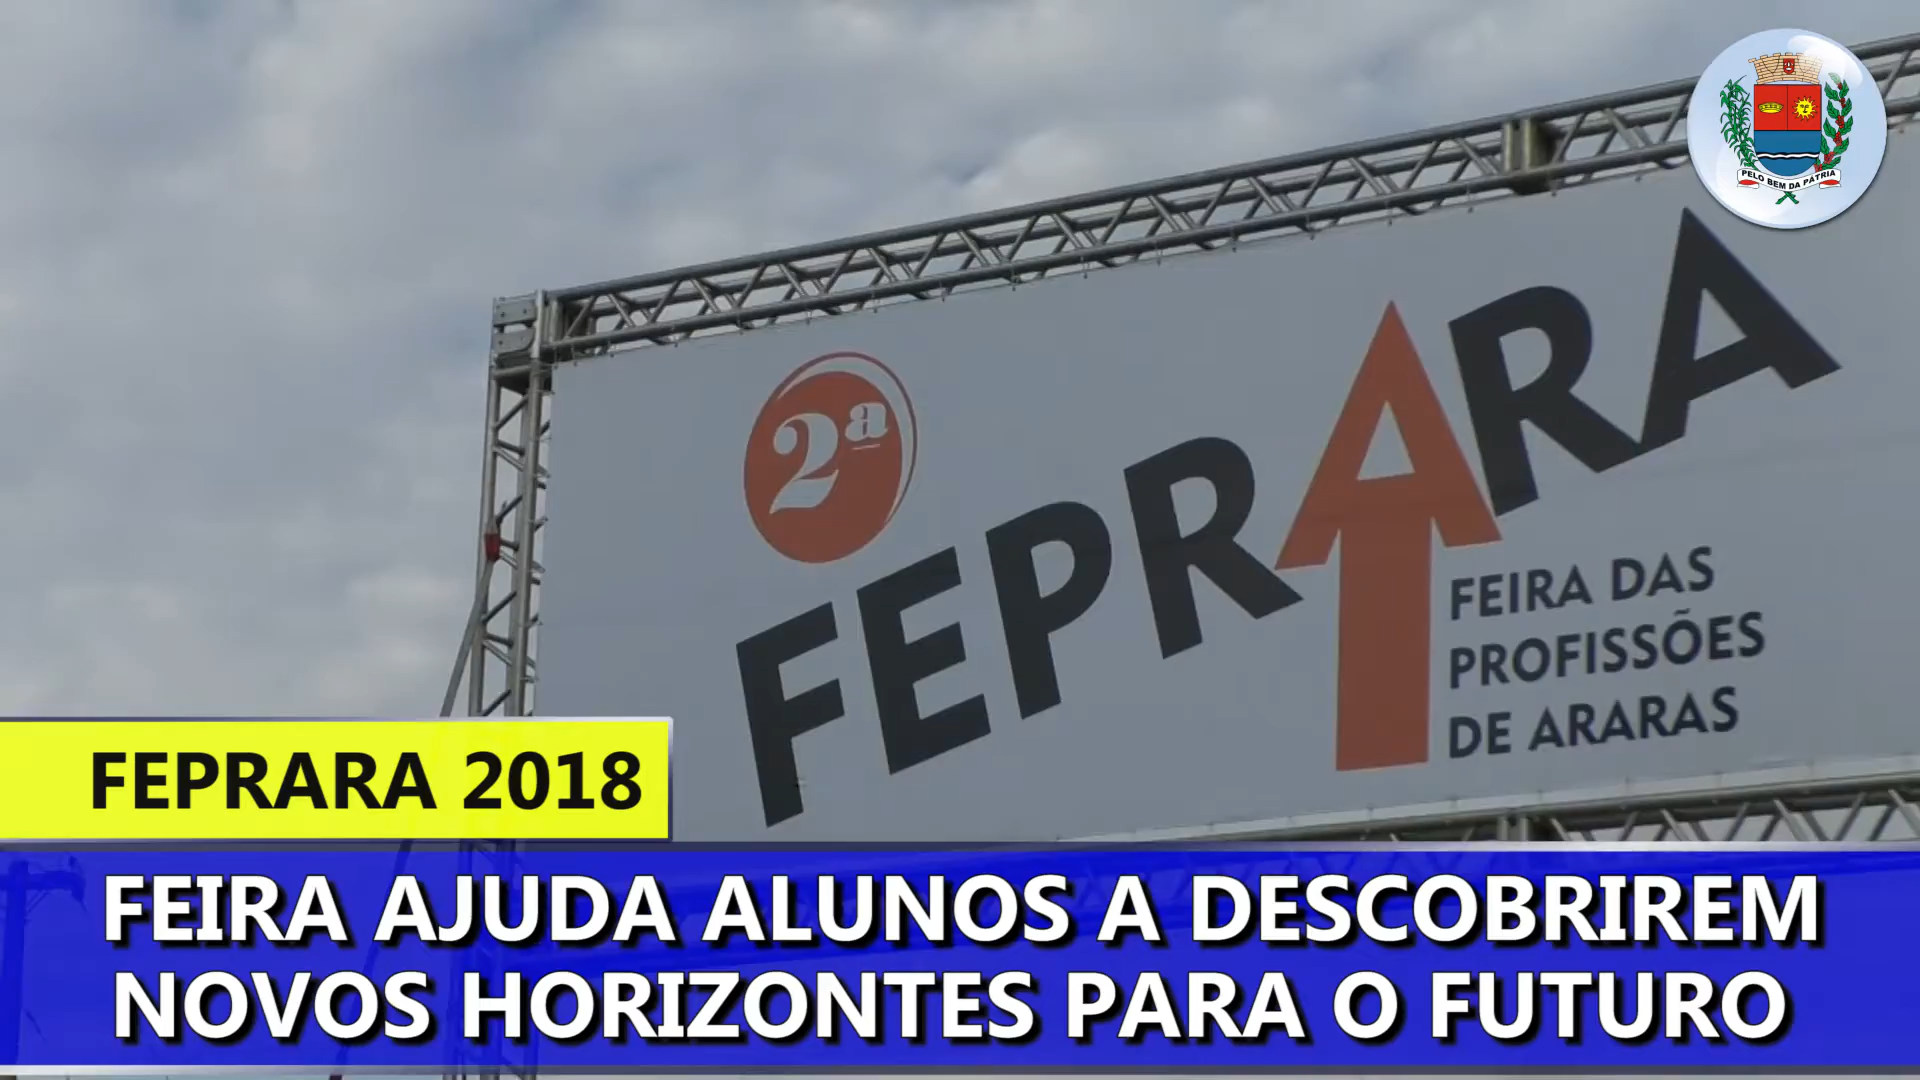 PELO BEM DA PÁTRIA
2ª
FEPRARA
FEIRA DAS
PROFISSÕES
DE ARARAS
FEPRARA 2018
FEIRA AJUDA ALUNOS A DESCOBRIREM
NOVOS HORIZONTES PARA O FUTURO